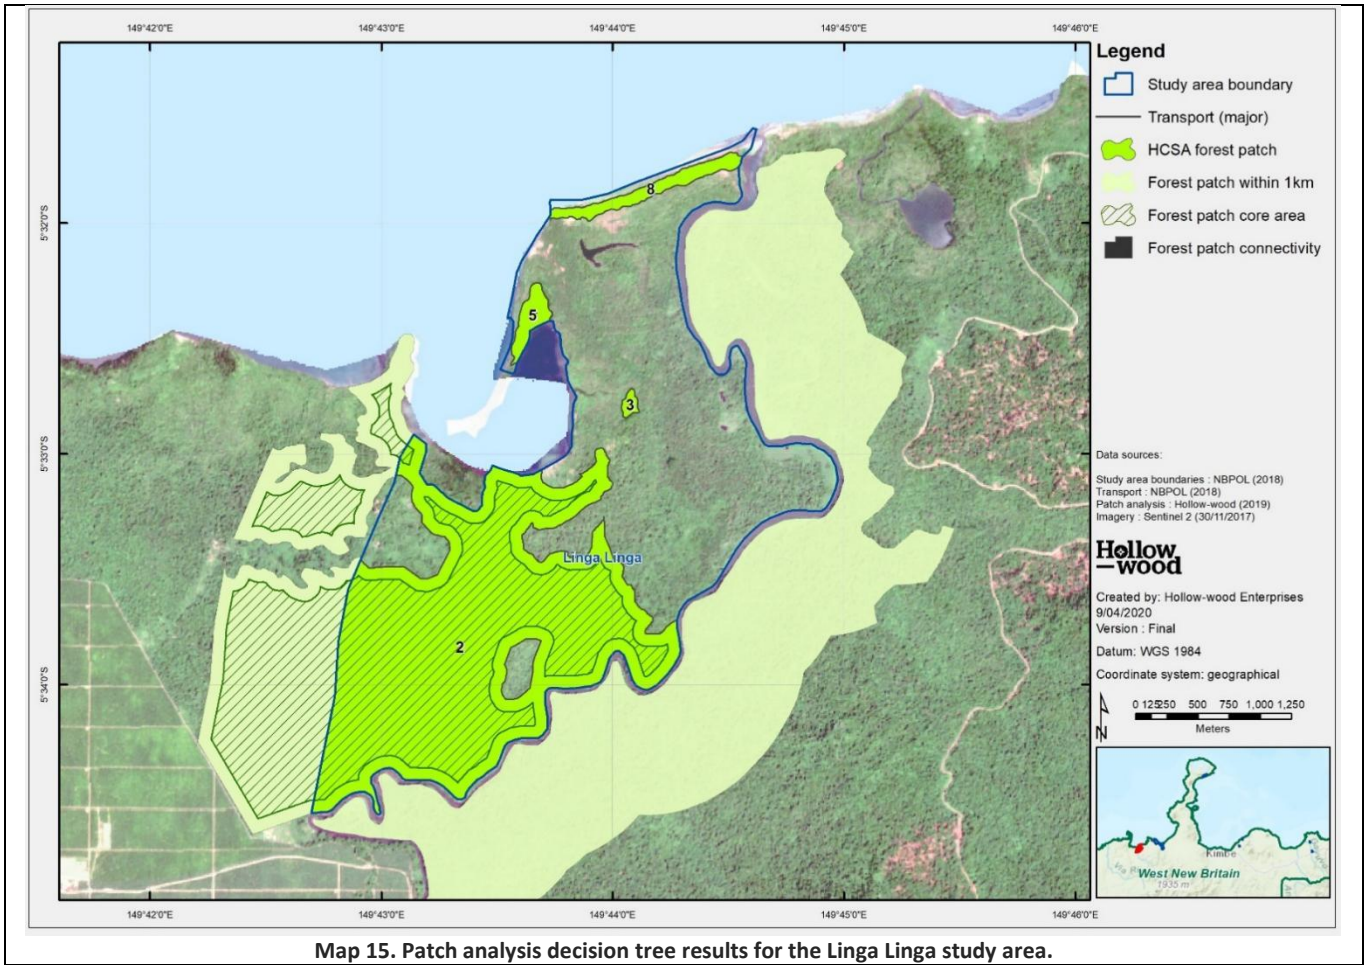 149°42'0"E 149°43'0"E 149°44'0"E 149°45'0"E 149°46'0"E
Legend
Study area boundary
Transport (major)
HCSA forest patch
Forest patch within 1km
Forest patch core area
Forest patch connectivity
8
5°32'0"S
5
3
5°33'0"S
Linga Linga
2
5°34'0"S
Data sources:
Study area boundaries : NBPOL (2018)
Transport : NBPOL (2018)
Patch analysis : Hollow-wood (2019)
Imagery : Sentinel 2 (30/11/2017)
Hollow
–wood
Created by: Hollow-wood Enterprises
9/04/2020
Version : Final
Datum: WGS 1984
Coordinate system: geographical
N
0 125250 500 750 1,000 1,250
Meters
Kimbe
West New Britain
1935 m
149°42'0"E 149°43'0"E 149°44'0"E 149°45'0"E 149°46'0"E
Map 15. Patch analysis decision tree results for the Linga Linga study area.